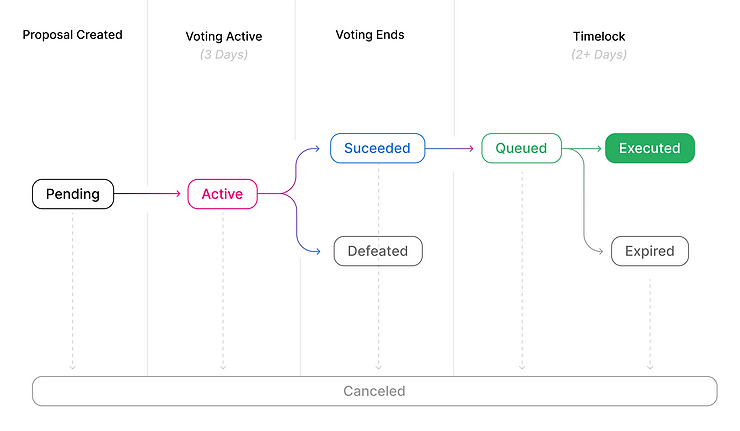 Proposal Created
Voting Active
(3 Days)
Voting Ends
Timelock
(2+ Days)
Suceeded
Queued
Executed
Pending
Active
Defeated
Expired
Canceled